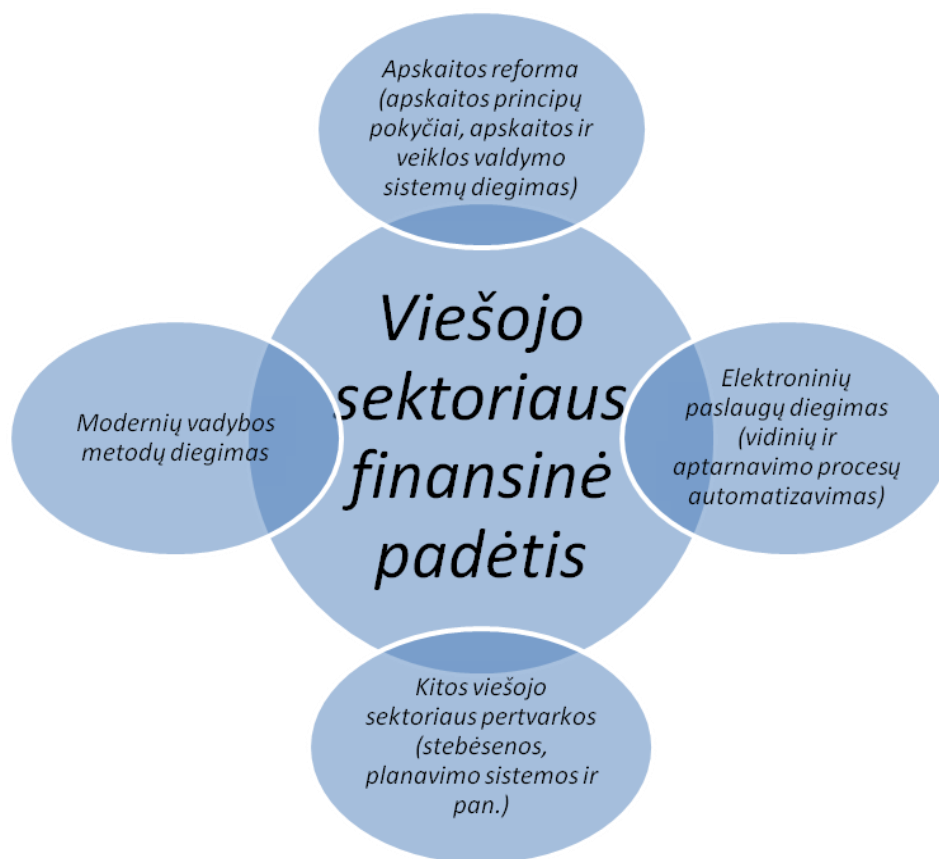 Apskaitos reforma
(apskaitos principų
pokyčiai, apskaitos ir
veiklos valdymo
sistemų diegimas)
Viešojo
sektoriaus
finansinė
padėtis
Modernių vadybos
metodų diegimas
Elektroninių
paslaugų diegimas
(vidinių ir
aptarnavimo procesų
automatizavimas)
Kitos viešojo
sektoriaus pertvarkos
(stebėsenos,
planavimo sistemos ir
pan.)